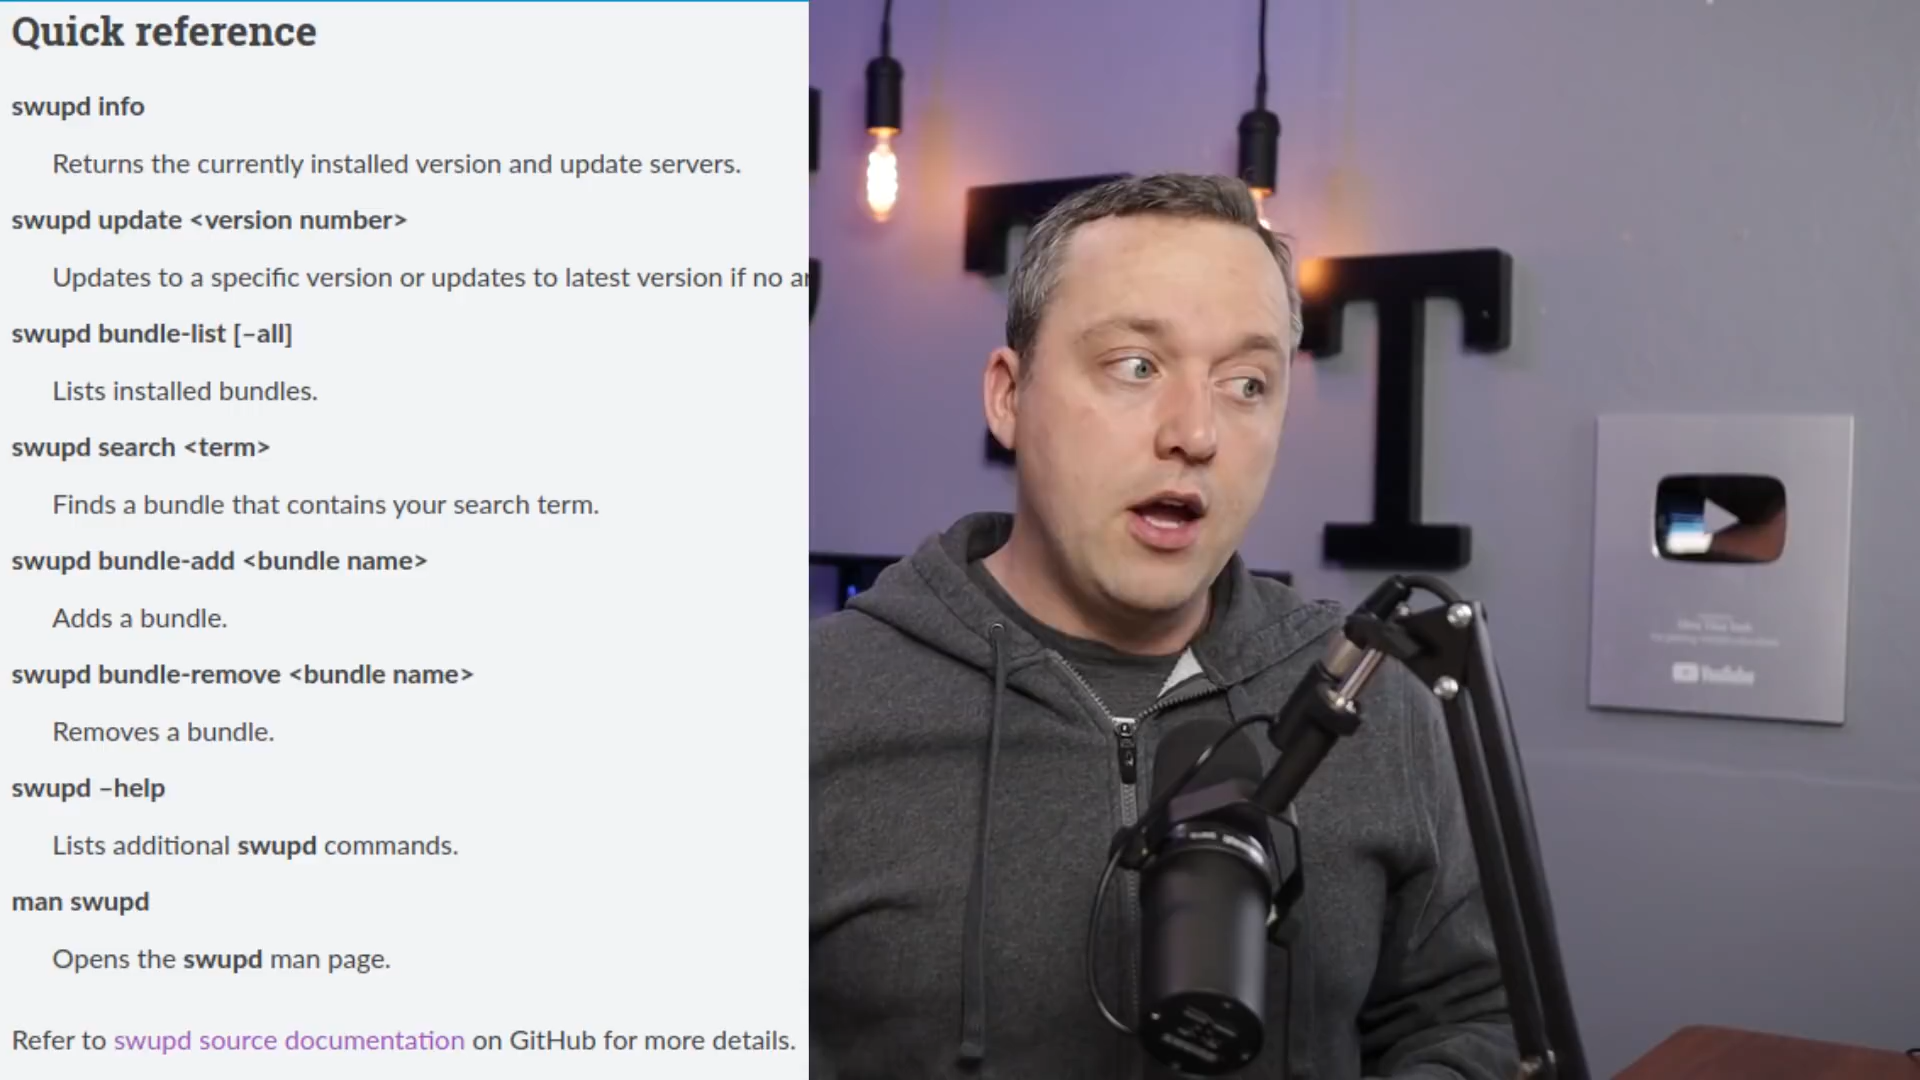 Quick reference
swupd info
Returns the currently installed version and update servers.
swupd update <version number>
Updates to a specific version or updates to latest version if no ar
swupd bundle-list [–all]
Lists installed bundles.
swupd search <term>
Finds a bundle that contains your search term.
swupd bundle-add <bundle name>
Adds a bundle.
swupd bundle-remove <bundle name>
Removes a bundle.
swupd –help
Lists additional swupd commands.
man swupd
Opens the swupd man page.
Refer to swupd source documentation on GitHub for more details.
T
T
YouTube